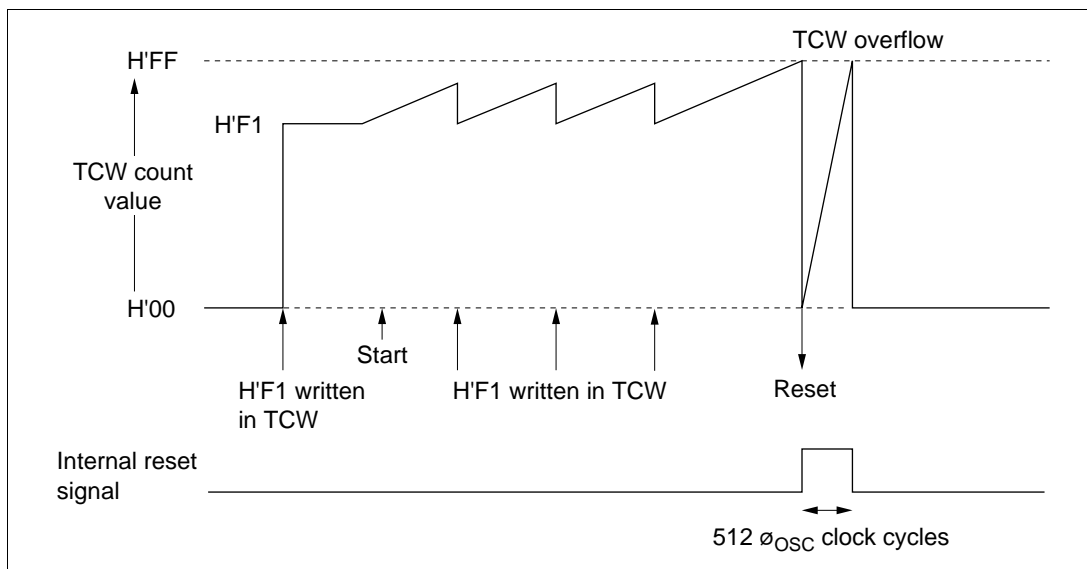 TCW overflow
H'FF
H'F1
TCW count
value
H'00
Start
H'F1 written
in TCW
H'F1 written in TCW
Reset
Internal reset
signal
512 øOSC clock cycles